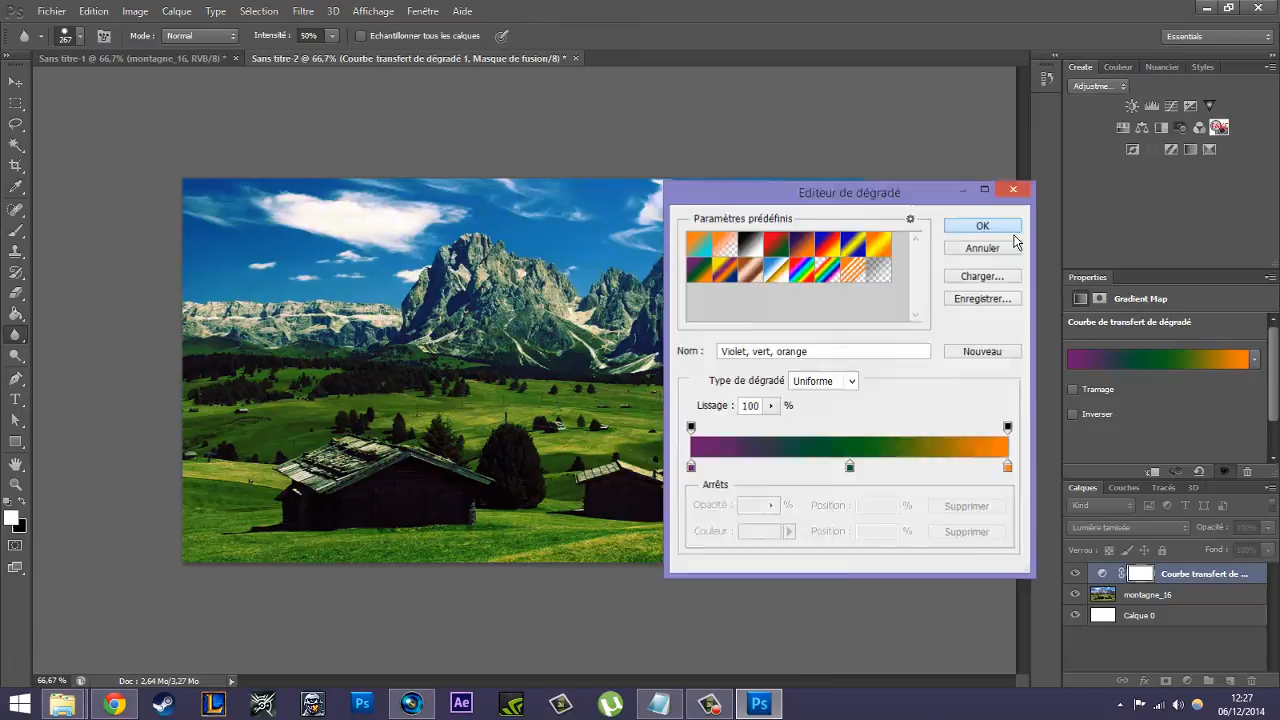 Ps Fichier Edition Image Calque Type Sélection Filtre 3D Affichage Fenêtre Aide
267 Mode : Normal Intensité : 50% Echantillonner tous les calques Essentials
Sans titre-1 @ 66,7% (montagne_16, RVB/8) * × Sans titre-2 @ 66,7% (Courbe transfert de dégradé 1, Masque de fusion/8) * ×
Create Couleur Nuancier Styles
Adjustme...
Editeur de dégradé
Paramètres prédéfinis
OK
Annuler
Charger...
Enregistrer...
Nom : Violet, vert, orange Nouveau
Type de dégradé Uniforme
Lissage : 100 %
Arrêts
Opacité : % Position : % Supprimer
Couleur : Position : % Supprimer
Properties
Gradient Map
Courbe de transfert de dégradé
Tramage
Inverser
Calques Couches Tracés 3D
Kind
Lumière tamisée Opacité : 100%
Verrou : Fond : 100%
Courbe transfert de ...
montagne_16
Calque 0
66,67 % Doc : 2,64 Mo/3,27 Mo
Ps Ae Ps
12:27
06/12/2014